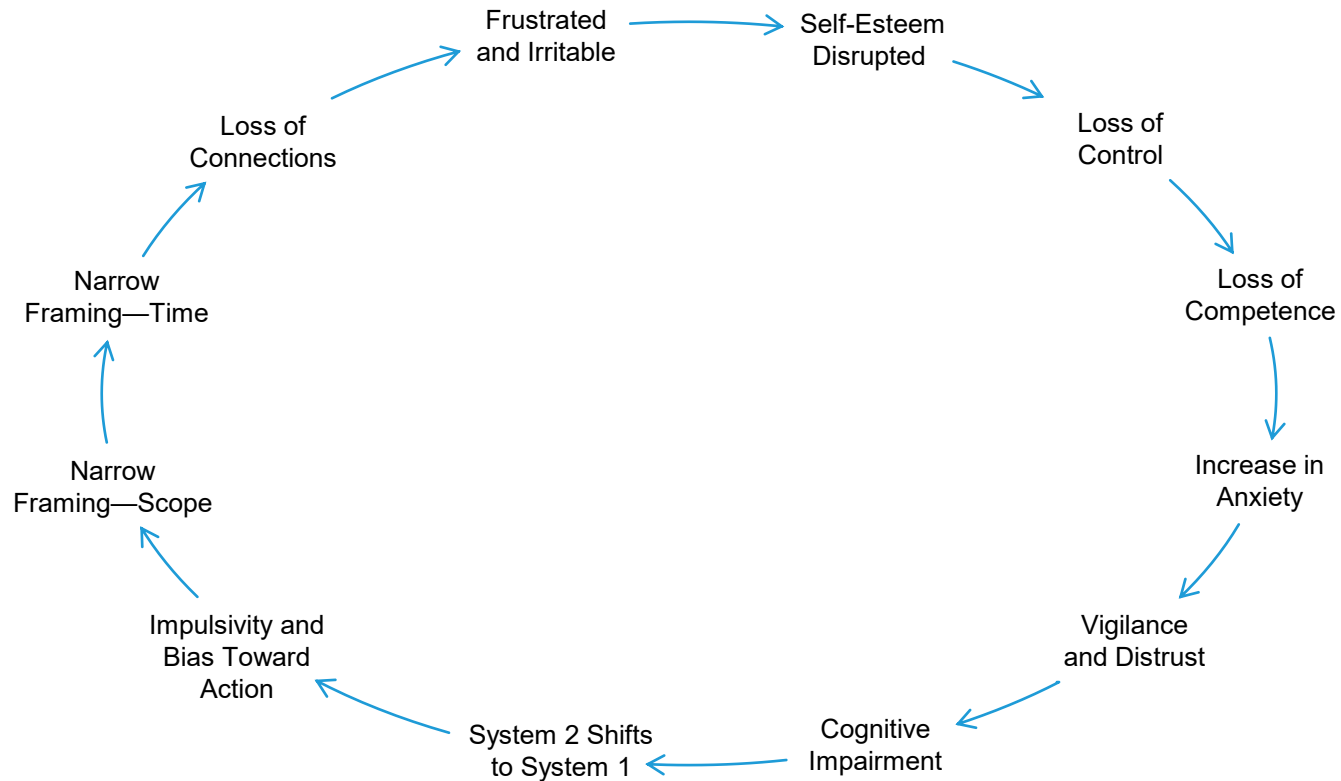 Frustrated
and Irritable
Self-Esteem
Disrupted
Loss of
Control
Loss of
Competence
Increase in
Anxiety
Vigilance
and Distrust
Cognitive
Impairment
System 2 Shifts
to System 1
Impulsivity and
Bias Toward
Action
Narrow
Framing—Scope
Narrow
Framing—Time
Loss of
Connections